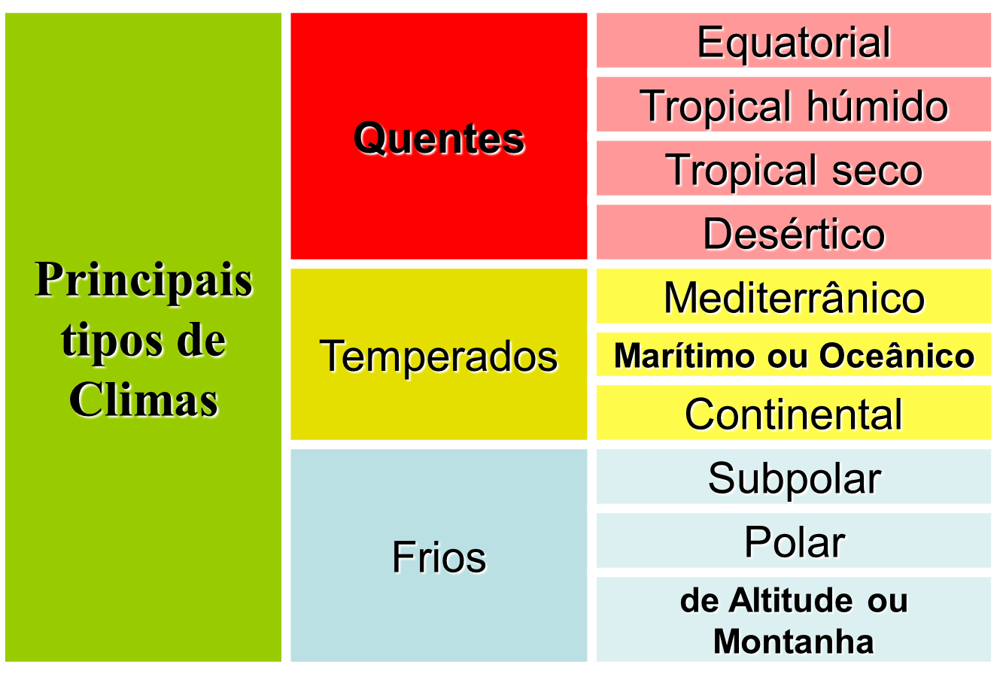 Principais
tipos de
Climas
Quentes
Equatorial
Tropical húmido
Tropical seco
Desértico
Temperados
Mediterrânico
Marítimo ou Oceânico
Continental
Frios
Subpolar
Polar
de Altitude ou
Montanha